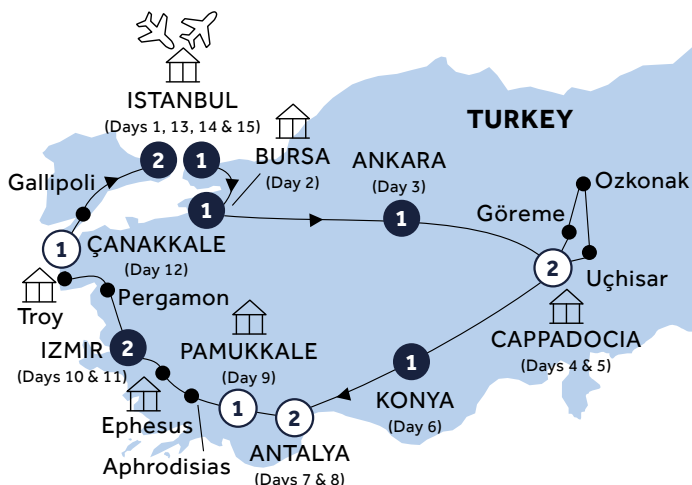 ISTANBUL
(Days 1, 13, 14 & 15)
TURKEY
2
1
BURSA
(Day 2)
1
ANKARA
(Day 3)
1
Gallipoli
Ozkonak
Göreme
1
ÇANAKKALE
(Day 12)
2
Uçhisar
Troy
Pergamon
CAPPADOCIA
(Days 4 & 5)
IZMIR
(Days 10 & 11)
2
PAMUKKALE
(Day 9)
1
KONYA
(Day 6)
1
2
Ephesus
Aphrodisias
ANTALYA
(Days 7 & 8)